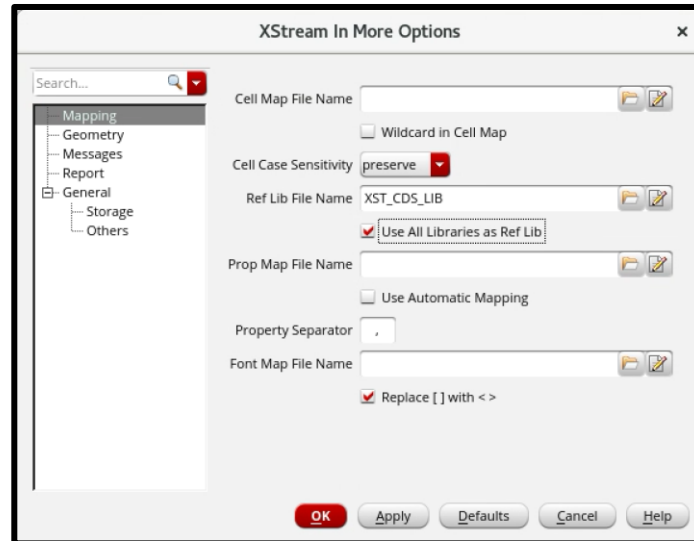 XStream In More Options
Search...
Mapping
Geometry
Messages
Report
General
Storage
Others
Cell Map File Name
Wildcard in Cell Map
Cell Case Sensitivity preserve
Ref Lib File Name XST_CDS_LIB
Use All Libraries as Ref Lib
Prop Map File Name
Use Automatic Mapping
Property Separator ,
Font Map File Name
Replace [ ] with < >
OK Apply Defaults Cancel Help